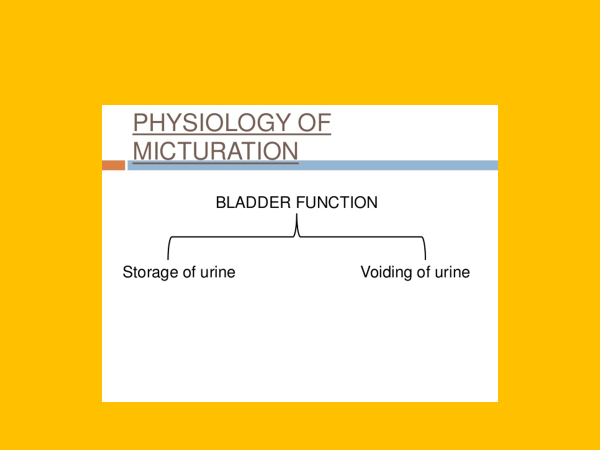 PHYSIOLOGY OF
MICTURATION
BLADDER FUNCTION
Storage of urine
Voiding of urine